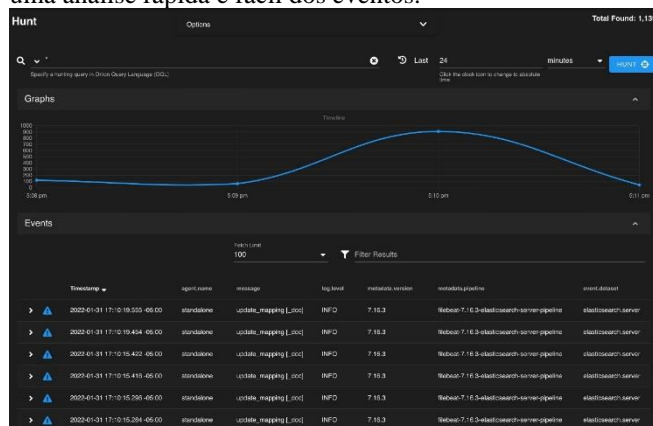 uma análise rápida e fácil dos eventos.
Hunt Options Total Found: 1,13
* Last 24 minutes HUNT
Specify a hunting query in Onion Query Language (OQL) Click the clock icon to change to absolute time
Graphs
Timeline
1000
900
800
700
600
500
400
300
200
100
0
5:08 pm 5:09 pm 5:10 pm 5:11 pm
Events
Fetch Limit
100 Filter Results
Timestamp agent.name message log.level metadata.version metadata.pipeline event.dataset
2022-01-31 17:10:19.555 -05:00 standalone update_mapping [_doc] INFO 7.16.3 filebeat-7.16.3-elasticsearch-server-pipeline elasticsearch.server
2022-01-31 17:10:19.454 -05:00 standalone update_mapping [_doc] INFO 7.16.3 filebeat-7.16.3-elasticsearch-server-pipeline elasticsearch.server
2022-01-31 17:10:15.422 -05:00 standalone update_mapping [_doc] INFO 7.16.3 filebeat-7.16.3-elasticsearch-server-pipeline elasticsearch.server
2022-01-31 17:10:15.416 -05:00 standalone update_mapping [_doc] INFO 7.16.3 filebeat-7.16.3-elasticsearch-server-pipeline elasticsearch.server
2022-01-31 17:10:15.296 -05:00 standalone update_mapping [_doc] INFO 7.16.3 filebeat-7.16.3-elasticsearch-server-pipeline elasticsearch.server
2022-01-31 17:10:15.284 -05:00 standalone update_mapping [_doc] INFO 7.16.3 filebeat-7.16.3-elasticsearch-server-pipeline elasticsearch.server